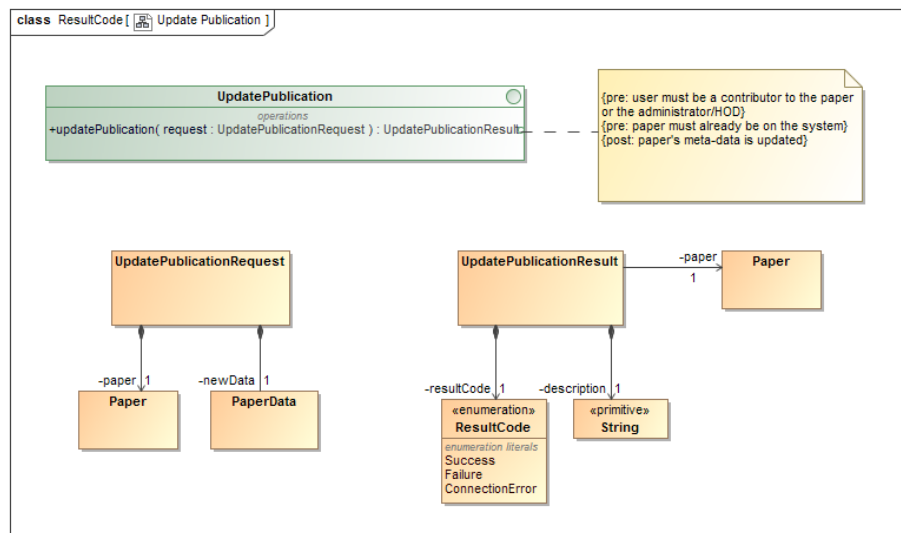 class ResultCode [ Update Publication ]
UpdatePublication
operations
+updatePublication( request : UpdatePublicationRequest ) : UpdatePublicationResult
{pre: user must be a contributor to the paper
or the administrator/HOD}
{pre: paper must already be on the system}
{post: paper's meta-data is updated}
UpdatePublicationRequest
UpdatePublicationResult
-paper
1
Paper
-paper 1
-newData 1
Paper
PaperData
-resultCode 1
-description 1
«enumeration»
ResultCode
enumeration literals
Success
Failure
ConnectionError
«primitive»
String